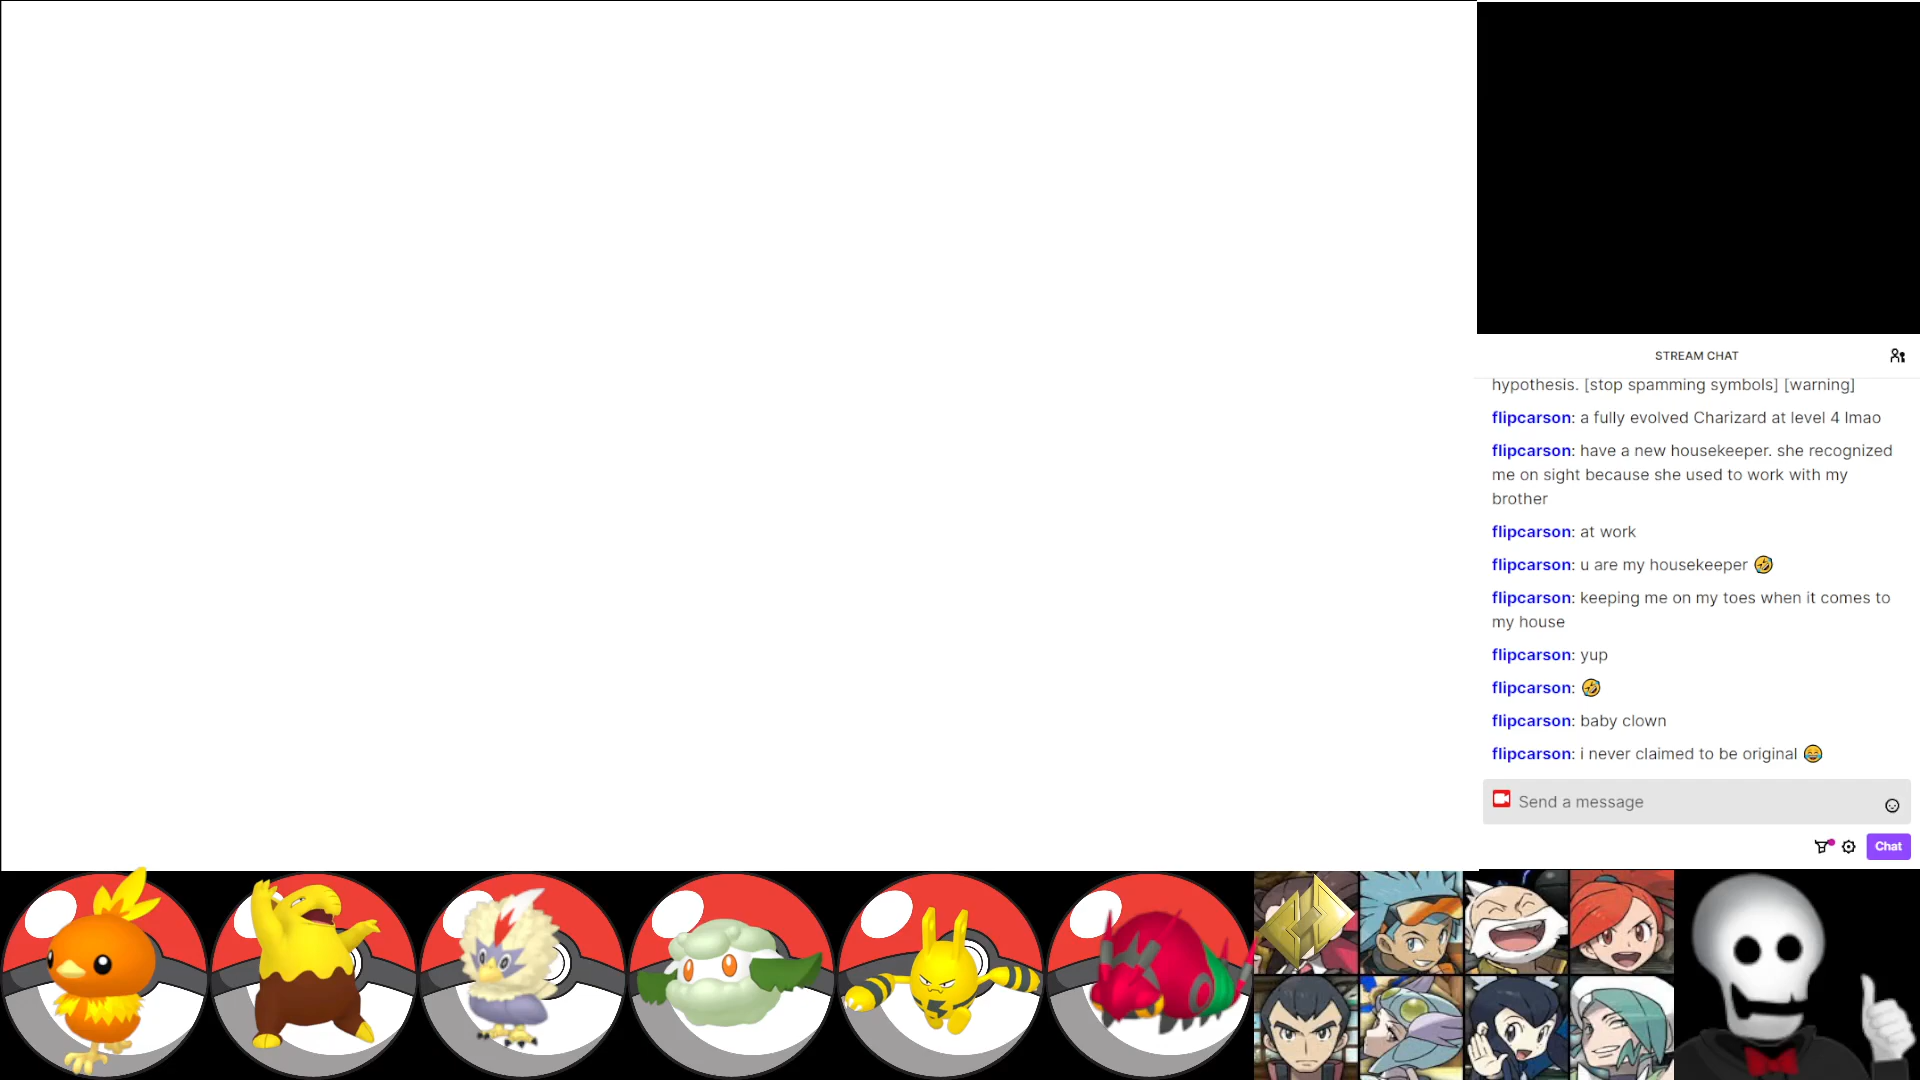 STREAM CHAT
hypothesis. [stop spamming symbols] [warning]
flipcarson: a fully evolved Charizard at level 4 lmao
flipcarson: have a new housekeeper. she recognized
me on sight because she used to work with my
brother
flipcarson: at work
flipcarson: u are my housekeeper 🤣
flipcarson: keeping me on my toes when it comes to
my house
flipcarson: yup
flipcarson: 🤣
flipcarson: baby clown
flipcarson: i never claimed to be original 😂
Send a message
Chat